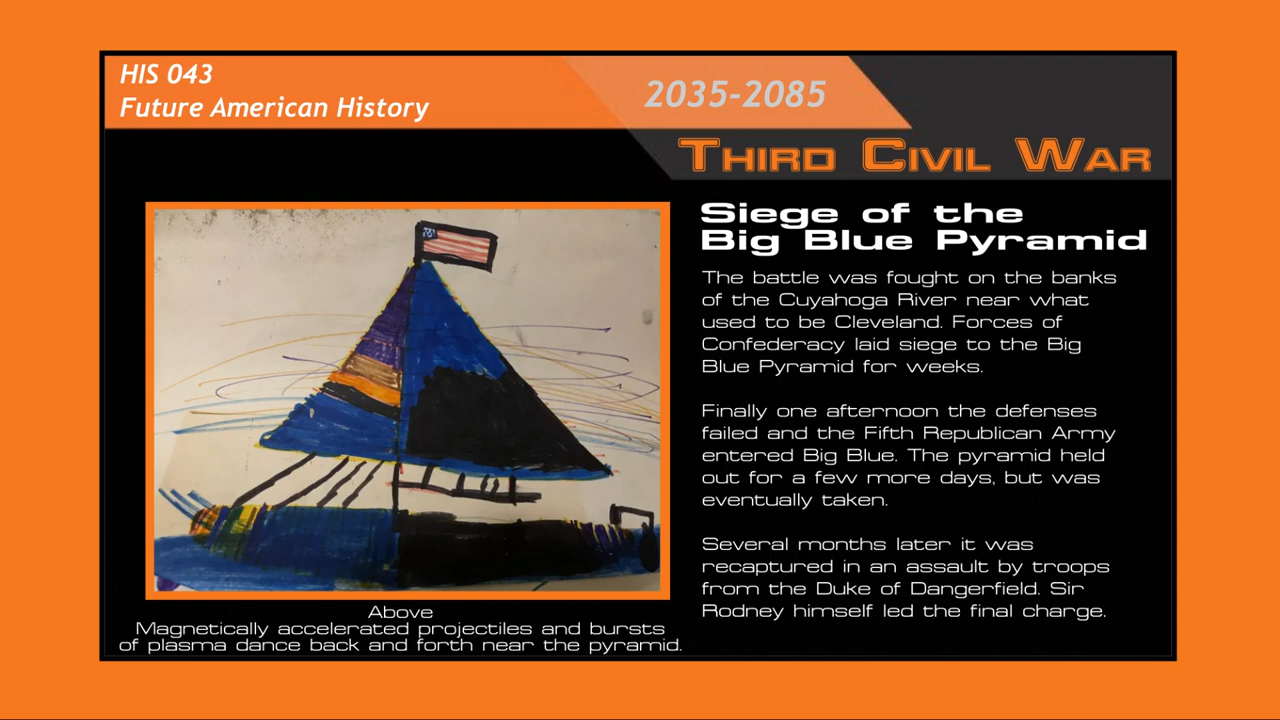 HIS 043
Future American History
2035-2085
Third Civil War
Siege of the
Big Blue Pyramid
The battle was fought on the banks
of the Cuyahoga River near what
used to be Cleveland. Forces of
Confederacy laid siege to the Big
Blue Pyramid for weeks.
Finally one afternoon the defenses
failed and the Fifth Republican Army
entered Big Blue. The pyramid held
out for a few more days, but was
eventually taken.
Several months later it was
recaptured in an assault by troops
from the Duke of Dangerfield. Sir
Rodney himself led the final charge.
Above
Magnetically accelerated projectiles and bursts
of plasma dance back and forth near the pyramid.